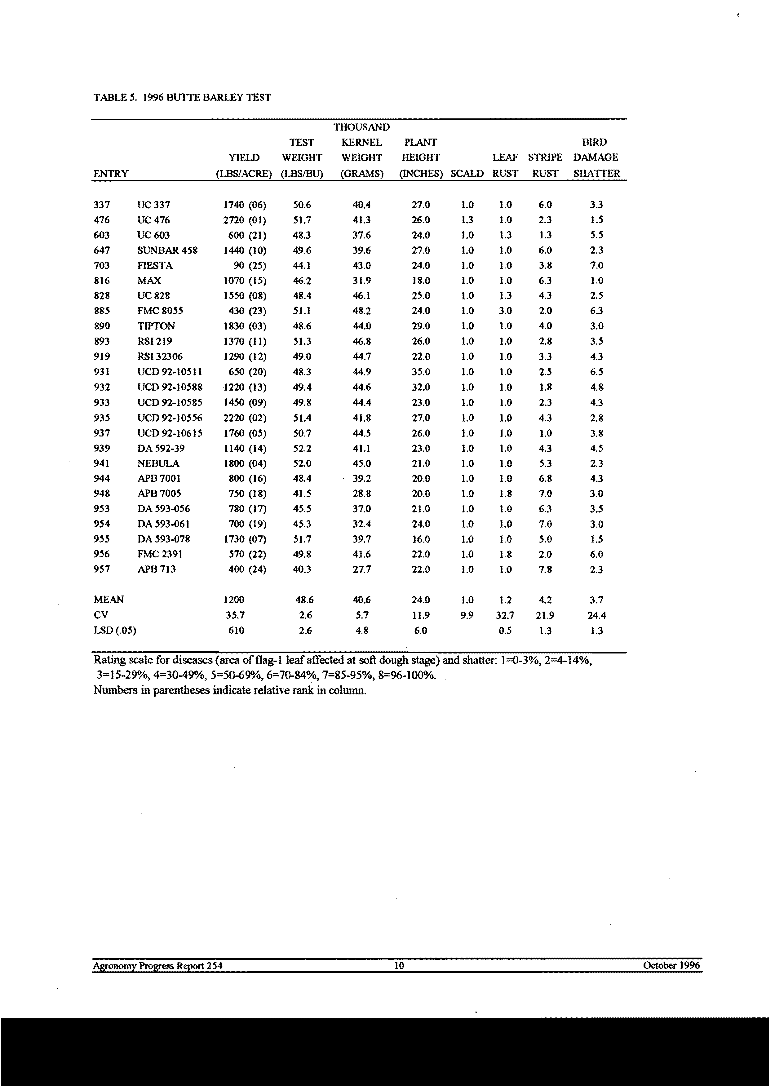 TABLE 5. 1996 BUTTE BARLEY TEST
THOUSAND
TEST KERNEL PLANT BIRD
YIELD WEIGHT WEIGHT HEIGHT LEAF STRIPE DAMAGE
ENTRY (LBS/ACRE) (LBS/BU) (GRAMS) (INCHES) SCALD RUST RUST SHATTER
337 UC 337 1740 (06) 50.6 40.4 27.0 1.0 1.0 6.0 3.3
476 UC 476 2720 (01) 51.7 41.3 26.0 1.3 1.0 2.3 1.5
603 UC 603 600 (21) 48.3 37.6 24.0 1.0 1.3 1.3 5.5
647 SUNBAR 458 1440 (10) 49.6 39.6 27.0 1.0 1.0 6.0 2.3
703 FIESTA 90 (25) 44.1 43.0 24.0 1.0 1.0 3.8 7.0
816 MAX 1070 (15) 46.2 31.9 18.0 1.0 1.0 6.3 1.0
828 UC 828 1550 (08) 48.4 46.1 25.0 1.0 1.3 4.3 2.5
885 FMC 8055 430 (23) 51.1 48.2 24.0 1.0 3.0 2.0 6.3
890 TIPTON 1830 (03) 48.6 44.0 29.0 1.0 1.0 4.0 3.0
893 RSI 219 1370 (11) 51.3 46.8 26.0 1.0 1.0 2.8 3.5
919 RSI 32306 1290 (12) 49.0 44.7 22.0 1.0 1.0 3.3 4.3
931 UCD 92-10511 650 (20) 48.3 44.9 35.0 1.0 1.0 2.5 6.5
932 UCD 92-10588 1220 (13) 49.4 44.6 32.0 1.0 1.0 1.8 4.8
933 UCD 92-10585 1450 (09) 49.8 44.4 23.0 1.0 1.0 2.3 4.3
935 UCD 92-10556 2220 (02) 51.4 41.8 27.0 1.0 1.0 4.3 2.8
937 UCD 92-10615 1760 (05) 50.7 44.5 26.0 1.0 1.0 1.0 3.8
939 DA 592-39 1140 (14) 52.2 41.1 23.0 1.0 1.0 4.3 4.5
941 NEBULA 1800 (04) 52.0 45.0 21.0 1.0 1.0 5.3 2.3
944 APB 7001 800 (16) 48.4 39.2 20.0 1.0 1.0 6.8 4.3
948 APB 7005 750 (18) 41.5 28.8 20.0 1.0 1.8 7.0 3.0
953 DA 593-056 780 (17) 45.5 37.0 21.0 1.0 1.0 6.3 3.5
954 DA 593-061 700 (19) 45.3 32.4 24.0 1.0 1.0 7.0 3.0
955 DA 593-078 1730 (07) 51.7 39.7 16.0 1.0 1.0 5.0 1.5
956 FMC 2391 570 (22) 49.8 41.6 22.0 1.0 1.8 2.0 6.0
957 APB 713 400 (24) 40.3 27.7 22.0 1.0 1.0 7.8 2.3
MEAN 1200 48.6 40.6 24.0 1.0 1.2 4.2 3.7
CV 35.7 2.6 5.7 11.9 9.9 32.7 21.9 24.4
LSD (.05) 610 2.6 4.8 6.0 0.5 1.3 1.3
Rating scale for diseases (area of flag-1 leaf affected at soft dough stage) and shatter: 1=0-3%, 2=4-14%,
3=15-29%, 4=30-49%, 5=50-69%, 6=70-84%, 7=85-95%, 8=96-100%.
Numbers in parentheses indicate relative rank in column.
Agronomy Progress Report 254 10 October 1996